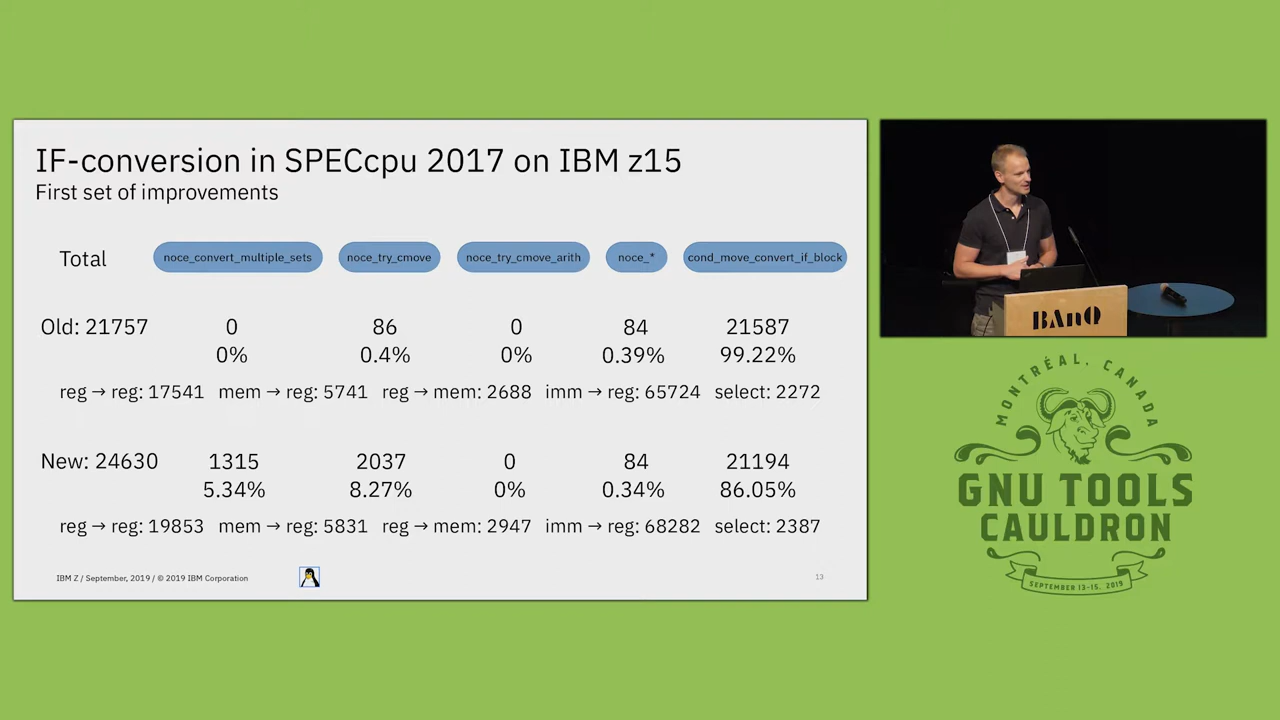 IF-conversion in SPECcpu 2017 on IBM z15
First set of improvements
Total noce_convert_multiple_sets noce_try_cmove noce_try_cmove_arith noce_* cond_move_convert_if_block
Old: 21757 0 86 0 84 21587
0% 0.4% 0% 0.39% 99.22%
reg → reg: 17541 mem → reg: 5741 reg → mem: 2688 imm → reg: 65724 select: 2272
New: 24630 1315 2037 0 84 21194
5.34% 8.27% 0% 0.34% 86.05%
reg → reg: 19853 mem → reg: 5831 reg → mem: 2947 imm → reg: 68282 select: 2387
IBM Z / September, 2019 / © 2019 IBM Corporation 13
BAnQ
MONTRÉAL, CANADA
GNU TOOLS
CAULDRON
SEPTEMBER 13-15, 2019